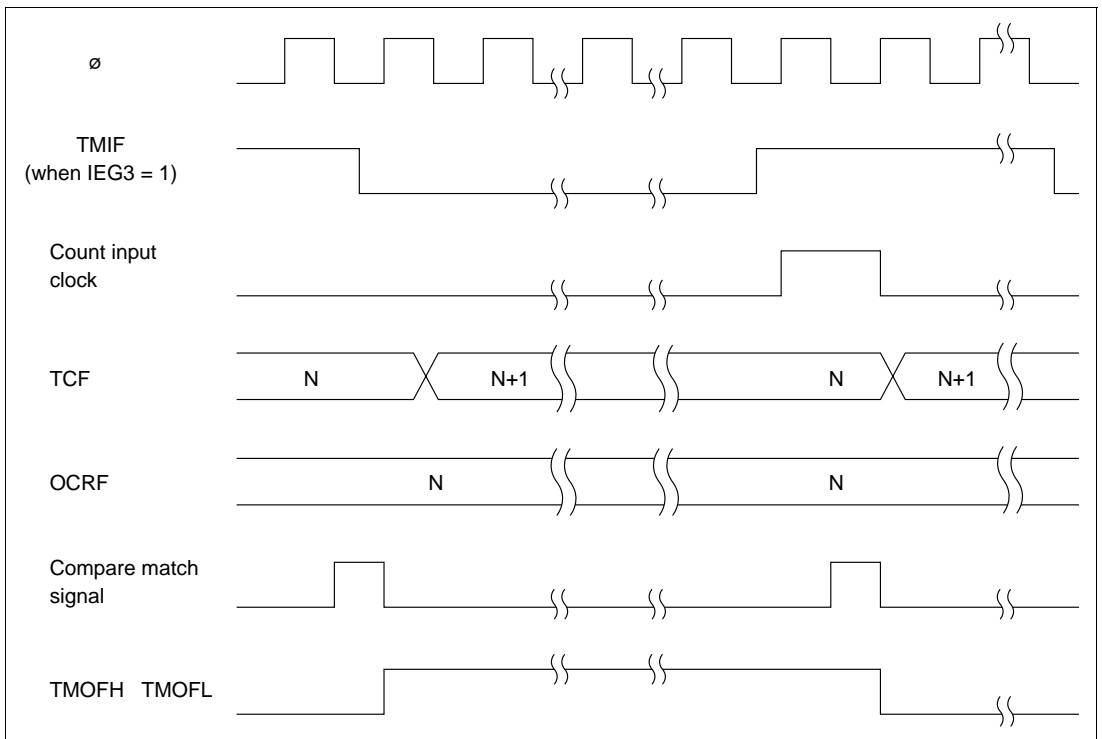 ø
TMIF
(when IEG3 = 1)
Count input
clock
TCF N N+1 N N+1
OCRF N N
Compare match
signal
TMOFH TMOFL